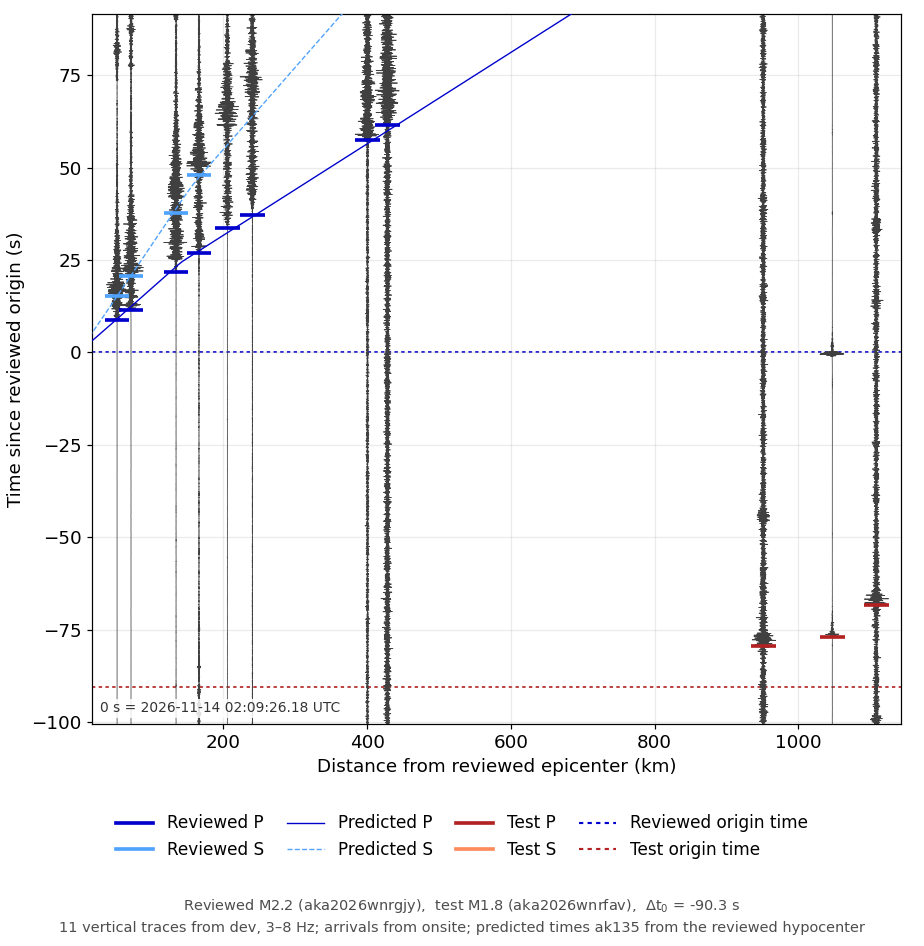 75
50
25
0
−25
−50
−75
−100
Time since reviewed origin (s)
0 s = 2026-11-14 02:09:26.18 UTC
200 400 600 800 1000
Distance from reviewed epicenter (km)
Reviewed P Predicted P Test P Reviewed origin time
Reviewed S Predicted S Test S Test origin time
Reviewed M2.2 (aka2026wnrgjy), test M1.8 (aka2026wnrfav), Δt₀ = -90.3 s
11 vertical traces from dev, 3–8 Hz; arrivals from onsite; predicted times ak135 from the reviewed hypocenter